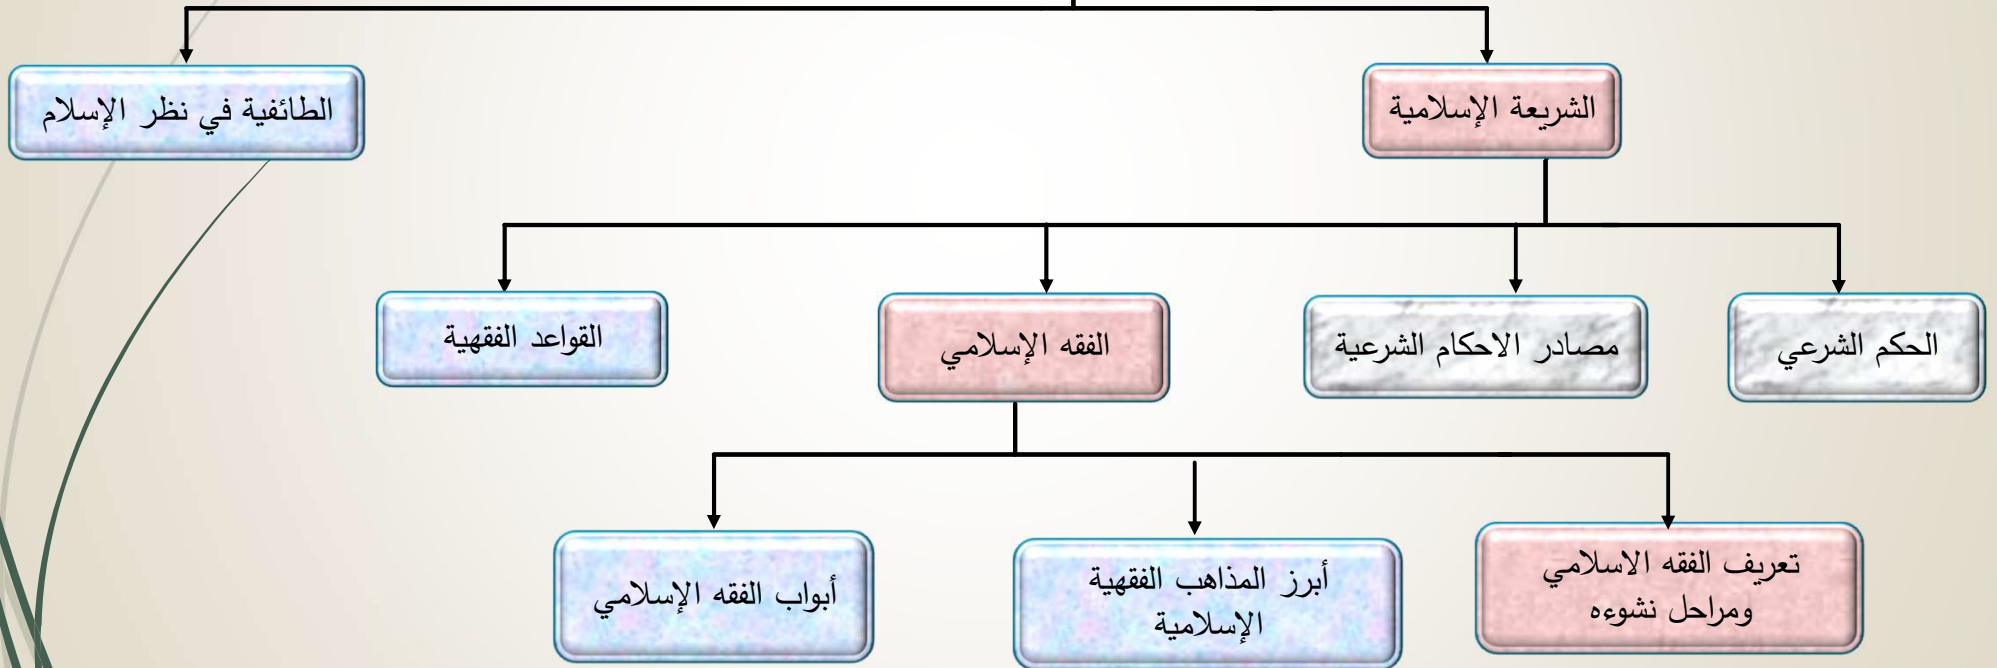 الشريعة الإسلامية
الطائفية في نظر الإسلام
الحكم الشرعي
مصادر الاحكام الشرعية
الفقه الإسلامي
القواعد الفقهية
تعريف الفقه الاسلامي
ومراحل نشوءه
أبرز المذاهب الفقهية
الإسلامية
أبواب الفقه الإسلامي